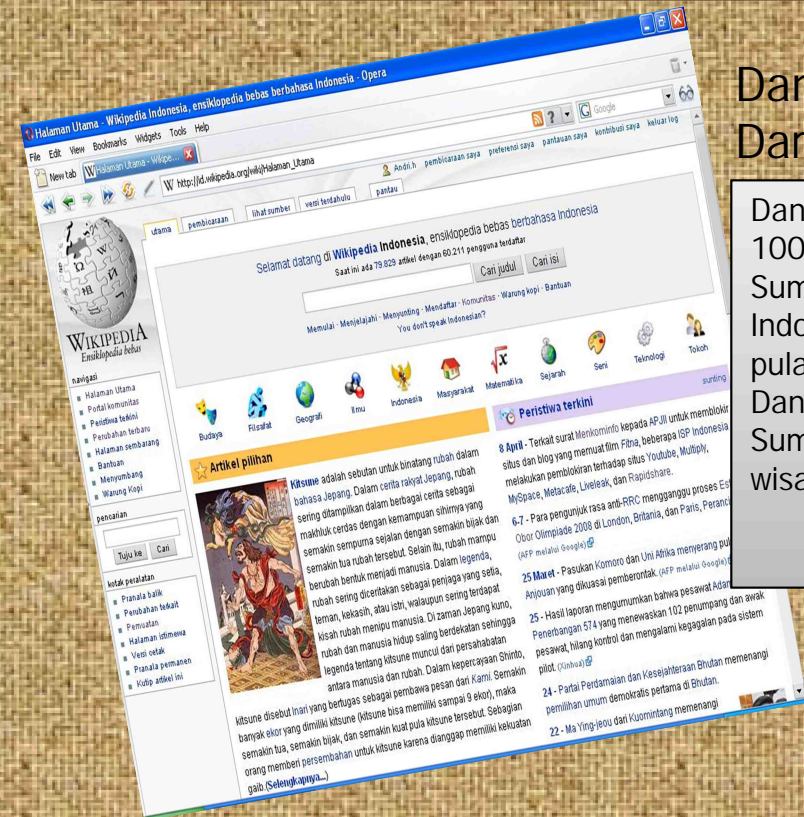 Halaman Utama - Wikipedia Indonesia, ensiklopedia bebas berbahasa Indonesia - Opera
File Edit View Bookmarks Widgets Tools Help
New tab
Halaman Utama - Wikipe...
http://id.wikipedia.org/wiki/Halaman_Utama
Google
Andri.h pembicaraan saya preferensi saya pantauan saya kontribusi saya keluar log
utama pembicaraan lihat sumber versi terdahulu pantau
WIKIPEDIA
Ensiklopedia bebas
navigasi
Halaman Utama
Portal komunitas
Peristiwa terkini
Perubahan terbaru
Halaman sembarang
Bantuan
Menyumbang
Warung Kopi
pencarian
Tuju ke Cari
kotak peralatan
Pranala balik
Perubahan terkait
Pemuatan
Halaman istimewa
Versi cetak
Pranala permanen
Kutip artikel ini
Selamat datang di Wikipedia Indonesia, ensiklopedia bebas berbahasa Indonesia
Saat ini ada 79.829 artikel dengan 60.211 pengguna terdaftar
Cari judul Cari isi
Memulai · Menjelajahi · Menyunting · Mendaftar · Komunitas · Warung kopi · Bantuan
You don't speak Indonesian?
Budaya Filsafat Geografi Ilmu Indonesia Masyarakat Matematika Sejarah Seni Teknologi Tokoh
Artikel pilihan
Kitsune adalah sebutan untuk binatang rubah dalam
bahasa Jepang. Dalam cerita rakyat Jepang, rubah
sering ditampilkan dalam berbagai cerita sebagai
makhluk cerdas dengan kemampuan sihirnya yang
semakin sempurna sejalan dengan semakin bijak dan
semakin tua rubah tersebut. Selain itu, rubah mampu
berubah bentuk menjadi manusia. Dalam legenda,
rubah sering diceritakan sebagai penjaga yang setia,
teman, kekasih, atau istri, walaupun sering terdapat
kisah rubah menipu manusia. Di zaman Jepang kuno,
rubah dan manusia hidup saling berdekatan sehingga
legenda tentang kitsune muncul dari persahabatan
antara manusia dan rubah. Dalam kepercayaan Shinto,
kitsune disebut Inari yang bertugas sebagai pembawa pesan dari Kami. Semakin
banyak ekor yang dimiliki kitsune (kitsune bisa memiliki sampai 9 ekor), maka
semakin tua, semakin bijak, dan semakin kuat pula kitsune tersebut. Sebagian
orang memberi persembahan untuk kitsune karena dianggap memiliki kekuatan
gaib.(Selengkapnya...)
Peristiwa terkini
sunting
8 April - Terkait surat Menkominfo kepada APJII untuk memblokir
situs dan blog yang memuat film Fitna, beberapa ISP Indonesia
melakukan pemblokiran terhadap situs Youtube, Multiply,
MySpace, Metacafe, Liveleak, dan Rapidshare.
6-7 - Para pengunjuk rasa anti-RRC mengganggu proses Es
Obor Olimpiade 2008 di London, Britania, dan Paris, Peranci
(AFP melalui Google)
25 Maret - Pasukan Komoro dan Uni Afrika menyerang pul
Anjouan yang dikuasai pemberontak. (AFP melalui Google)
25 - Hasil laporan mengumumkan bahwa pesawat Adam
Penerbangan 574 yang menewaskan 102 penumpang dan awak
pesawat, hilang kontrol dan mengalami kegagalan pada sistem
pilot. (Xinhua)
24 - Partai Perdamaian dan Kesejahteraan Bhutan memenangi
pemilihan umum demokratis pertama di Bhutan.
22 - Ma Ying-jeou dari Kuomintang memenangi
Dar
Dar
Dan
100
Sum
Indo
pula
Dan
Sum
wisa